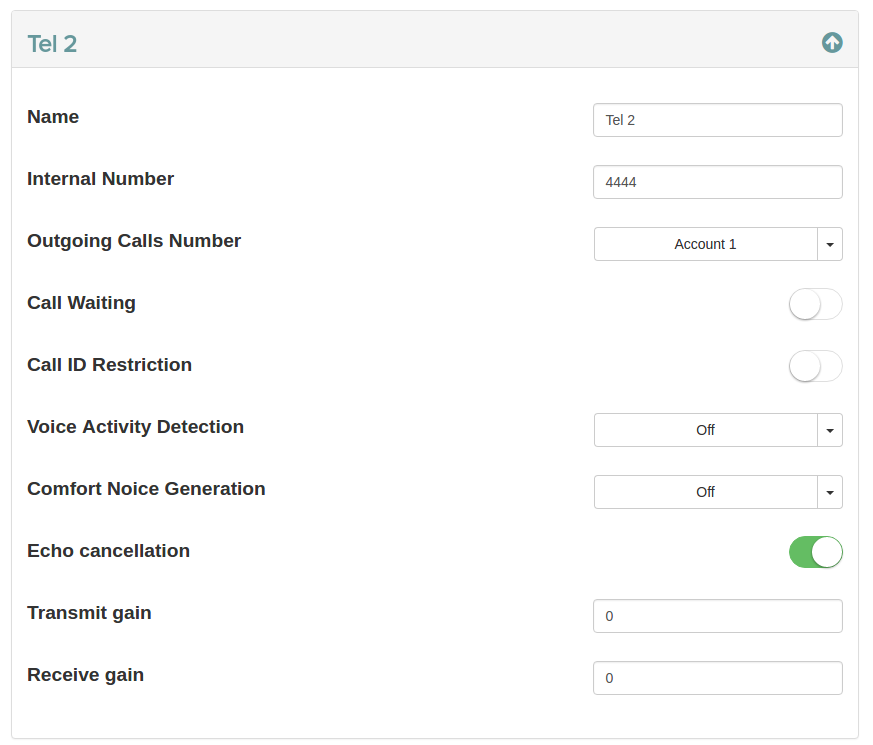 Tel 2
Name
Tel 2
Internal Number
4444
Outgoing Calls Number
Account 1
Call Waiting
Call ID Restriction
Voice Activity Detection
Off
Comfort Noice Generation
Off
Echo cancellation
Transmit gain
0
Receive gain
0